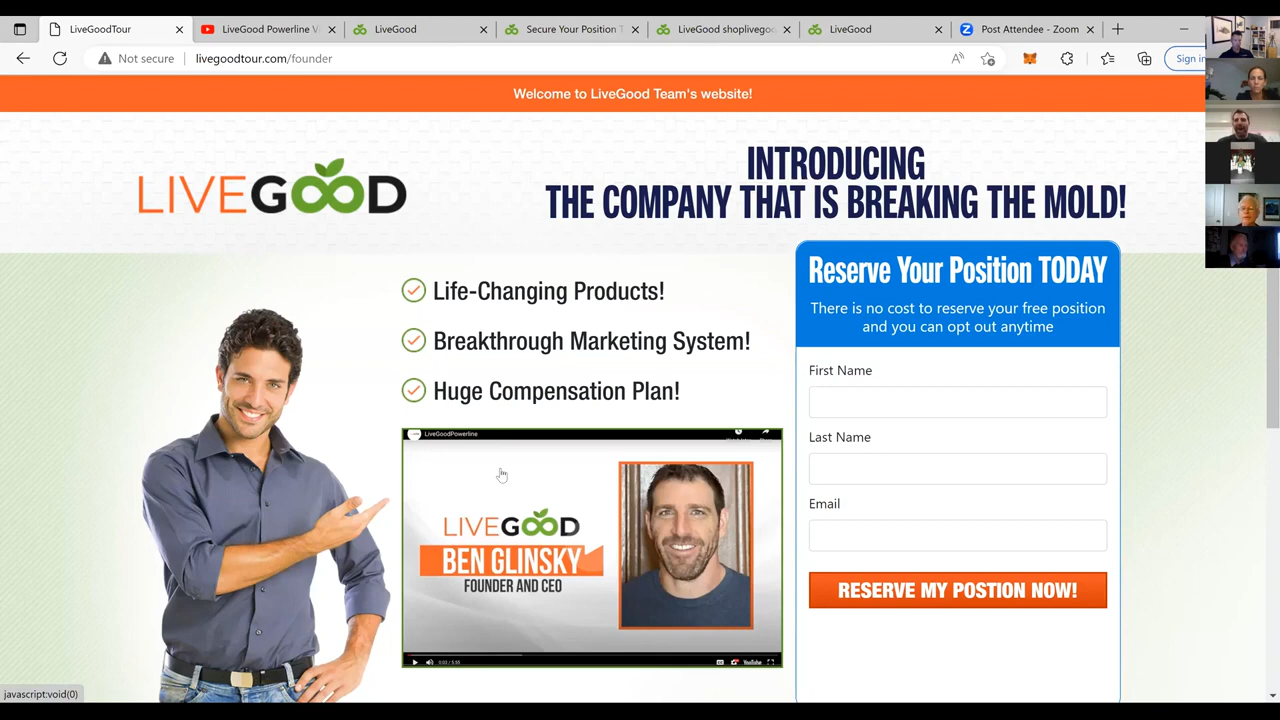 LiveGoodTour
LiveGood Powerline V
LiveGood
Secure Your Position T
LiveGood shoplivegoo
LiveGood
Post Attendee - Zoom
Not secure
livegoodtour.com/founder
Sign in
Welcome to LiveGood Team's website!
LIVEGOOD
INTRODUCING
THE COMPANY THAT IS BREAKING THE MOLD!
Life-Changing Products!
Breakthrough Marketing System!
Huge Compensation Plan!
LiveGoodPowerline
LIVEGOOD
BEN GLINSKY
FOUNDER AND CEO
YouTube
Reserve Your Position TODAY
There is no cost to reserve your free position
and you can opt out anytime
First Name
Last Name
Email
RESERVE MY POSTION NOW!
javascript:void(0)